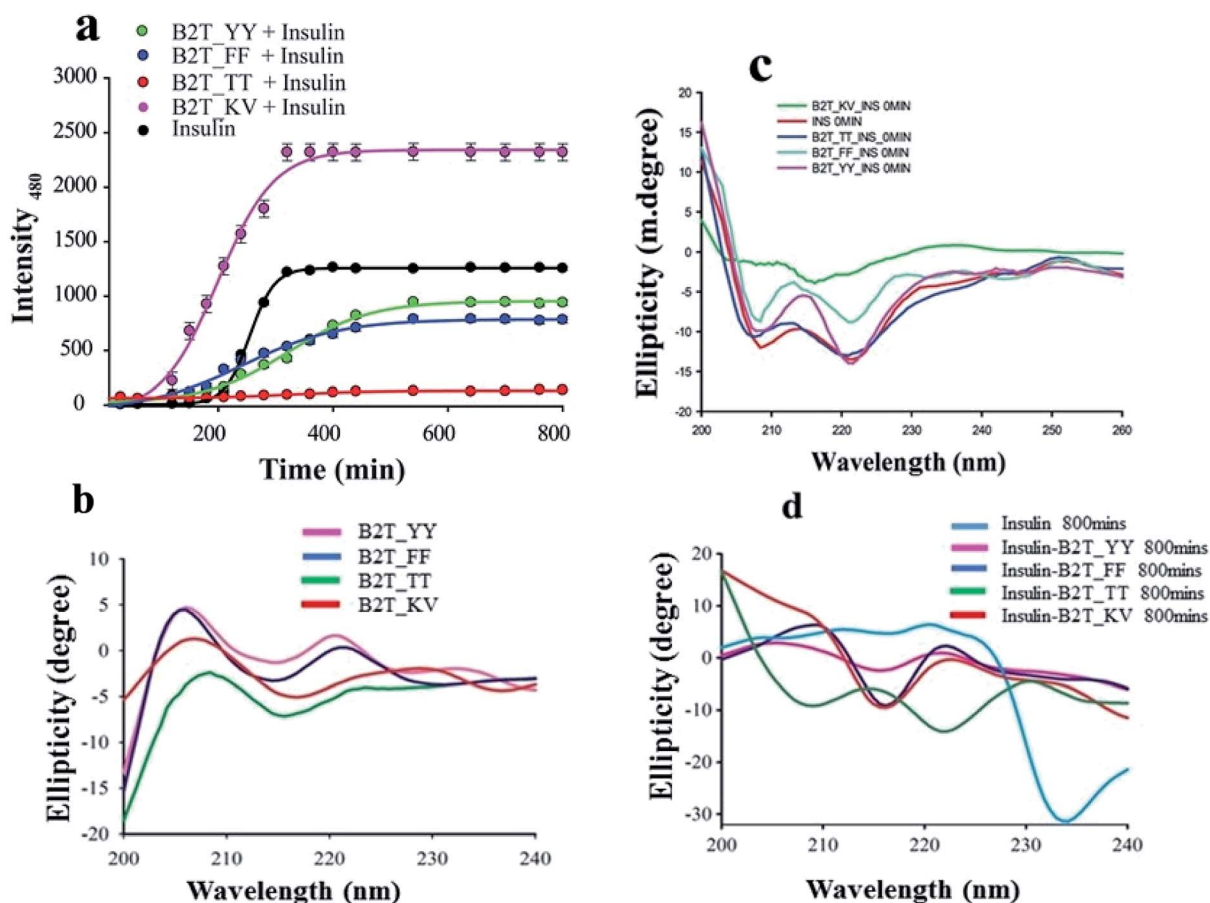 a
B2T_YY + Insulin
B2T_FF + Insulin
B2T_TT + Insulin
B2T_KV + Insulin
Insulin
3000
2500
2000
1500
1000
500
0
200
400
600
800
Intensity 480
Time (min)
c
B2T_KV_INS 0MIN
INS 0MIN
B2T_TT_INS_0MIN
B2T_FF_INS 0MIN
B2T_YY_INS 0MIN
20
15
10
5
0
-5
-10
-15
-20
200
210
220
230
240
250
260
Ellipticity (m.degree)
Wavelength (nm)
b
B2T_YY
B2T_FF
B2T_TT
B2T_KV
10
5
0
-5
-10
-15
-20
200
210
220
230
240
Ellipticity (degree)
Wavelength (nm)
d
Insulin 800mins
Insulin-B2T_YY 800mins
Insulin-B2T_FF 800mins
Insulin-B2T_TT 800mins
Insulin-B2T_KV 800mins
20
10
0
-10
-20
-30
200
210
220
230
240
Ellipticity (degree)
Wavelength (nm)